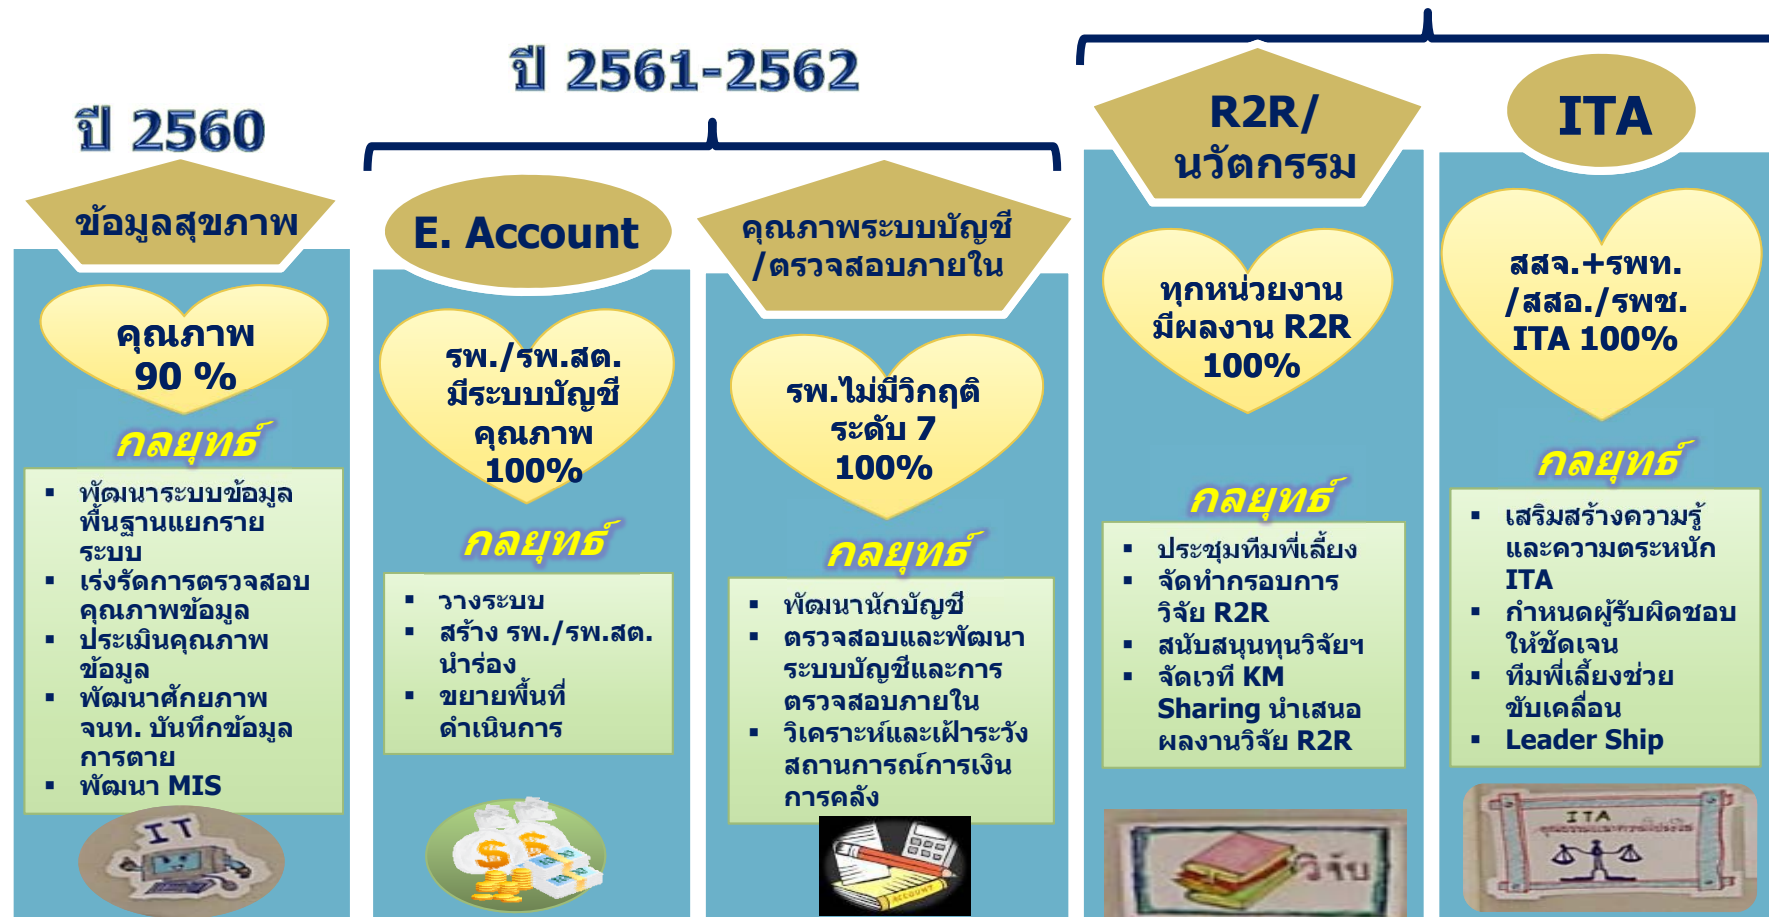 ปี 2560
ข้อมูลสุขภาพ
คุณภาพ
90 %
กลยุทธ์
▪ พัฒนาระบบข้อมูล
พื้นฐานแยกราย
ระบบ
▪ เร่งรัดการตรวจสอบ
คุณภาพข้อมูล
▪ ประเมินคุณภาพ
ข้อมูล
▪ พัฒนาศักยภาพ
จนท. บันทึกข้อมูล
การตาย
▪ พัฒนา MIS
IT
ปี 2561-2562
E. Account
รพ./รพ.สต.
มีระบบบัญชี
คุณภาพ
100%
กลยุทธ์
▪ วางระบบ
▪ สร้าง รพ./รพ.สต.
นำร่อง
▪ ขยายพื้นที่
ดำเนินการ
คุณภาพระบบบัญชี
/ตรวจสอบภายใน
รพ.ไม่มีวิกฤติ
ระดับ 7
100%
กลยุทธ์
▪ พัฒนานักบัญชี
▪ ตรวจสอบและพัฒนา
ระบบบัญชีและการ
ตรวจสอบภายใน
▪ วิเคราะห์และเฝ้าระวัง
สถานการณ์การเงิน
การคลัง
ACCOUNT
R2R/
นวัตกรรม
ทุกหน่วยงาน
มีผลงาน R2R
100%
กลยุทธ์
▪ ประชุมทีมพี่เลี้ยง
▪ จัดทำกรอบการ
วิจัย R2R
▪ สนับสนุนทุนวิจัยฯ
▪ จัดเวที KM
Sharing นำเสนอ
ผลงานวิจัย R2R
วิจัย
ITA
สสจ.+รพท.
/สสอ./รพช.
ITA 100%
กลยุทธ์
▪ เสริมสร้างความรู้
และความตระหนัก
ITA
▪ กำหนดผู้รับผิดชอบ
ให้ชัดเจน
▪ ทีมพี่เลี้ยงช่วย
ขับเคลื่อน
▪ Leader Ship
ITA